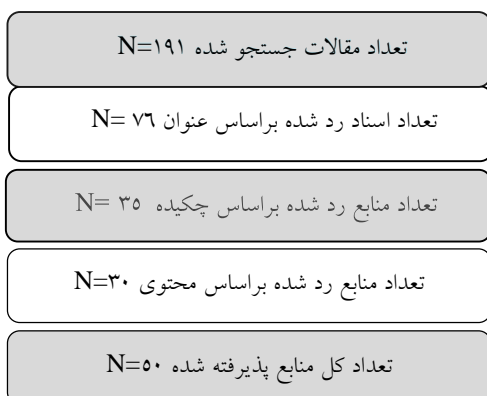 تعداد مقالات جستجو شده N=۱۹۱
تعداد اسناد رد شده براساس عنوان N= ۷۶
تعداد منابع رد شده براساس چکیده N= ۳۵
تعداد منابع رد شده براساس محتوی N=۳۰
تعداد کل منابع پذیرفته شده N=۵۰